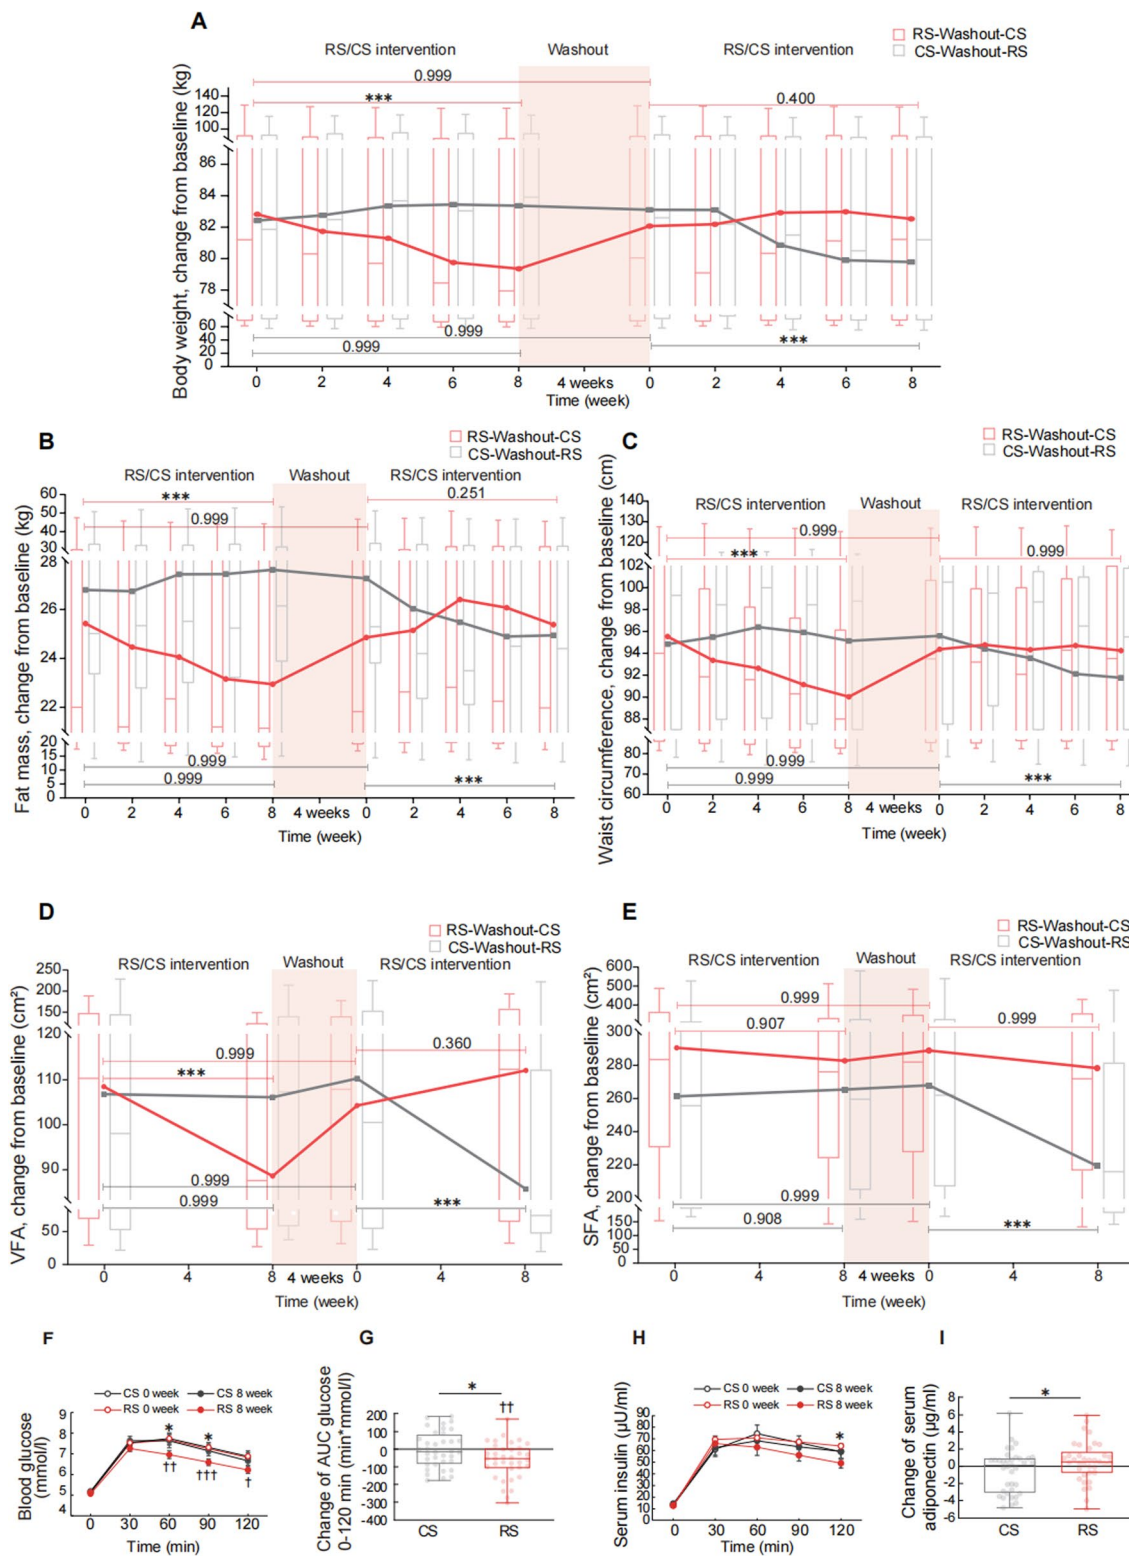 A
RS-Washout-CS
CS-Washout-RS
RS/CS intervention Washout RS/CS intervention
Body weight, change from baseline (kg)
0.999
*** 0.400
140
100
86
84
82
80
78
60
40
20
0
0.999
0.999 ***
0 2 4 6 8 4 weeks 0 2 4 6 8
Time (week)
B
RS-Washout-CS
CS-Washout-RS
RS/CS intervention Washout RS/CS intervention
Fat mass, change from baseline (kg)
*** 0.251
0.999
60
50
40
30
28
26
24
22
20
15
10
5
0
0.999
0.999 ***
0 2 4 6 8 4 weeks 0 2 4 6 8
Time (week)
C
RS-Washout-CS
CS-Washout-RS
RS/CS intervention Washout RS/CS intervention
Waist circumference, change from baseline (cm)
0.999
*** 0.999
140
130
120
102
100
98
96
94
92
90
88
80
70
60
0.999
0.999 ***
0 2 4 6 8 4 weeks 0 2 4 6 8
Time (week)
D
RS-Washout-CS
CS-Washout-RS
RS/CS intervention Washout RS/CS intervention
VFA, change from baseline (cm²)
0.999 0.360
***
250
200
150
120
110
100
90
50
0
0.999
0.999 ***
0 4 8 4 weeks 0 4 8
Time (week)
E
RS-Washout-CS
CS-Washout-RS
RS/CS intervention Washout RS/CS intervention
SFA, change from baseline (cm²)
0.999
0.907 0.999
600
500
400
300
280
260
240
220
200
150
100
50
0
0.999
0.908 ***
0 4 8 4 weeks 0 4 8
Time (week)
F
CS 0 week CS 8 week
RS 0 week RS 8 week
Blood glucose
(mmol/l)
9
8
7
6
5
* *
†† ††† †
0 30 60 90 120
Time (min)
G
Change of AUC glucose
0-120 min (min*mmol/l)
*
††
200
100
0
-100
-200
-300
-400
CS RS
H
CS 0 week CS 8 week
RS 0 week RS 8 week
Serum insulin (μU/ml)
90
80
70
60
50
40
30
20
10
*
0 30 60 90 120
Time (min)
I
Change of serum
adiponectin (μg/ml)
*
8
6
4
2
0
-2
-4
-6
CS RS